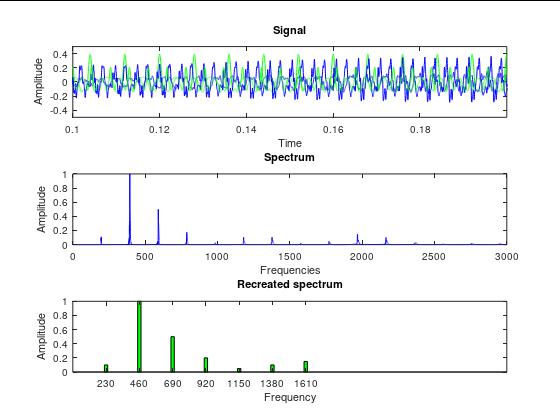 Signal
0.4
0.2
0
-0.2
-0.4
Amplitude
0.1 0.12 0.14 0.16 0.18
Time
Spectrum
1
0.8
0.6
0.4
0.2
0
Amplitude
0 500 1000 1500 2000 2500 3000
Frequencies
Recreated spectrum
1
0.8
0.6
0.4
0.2
0
Amplitude
230 460 690 920 1150 1380 1610
Frequency